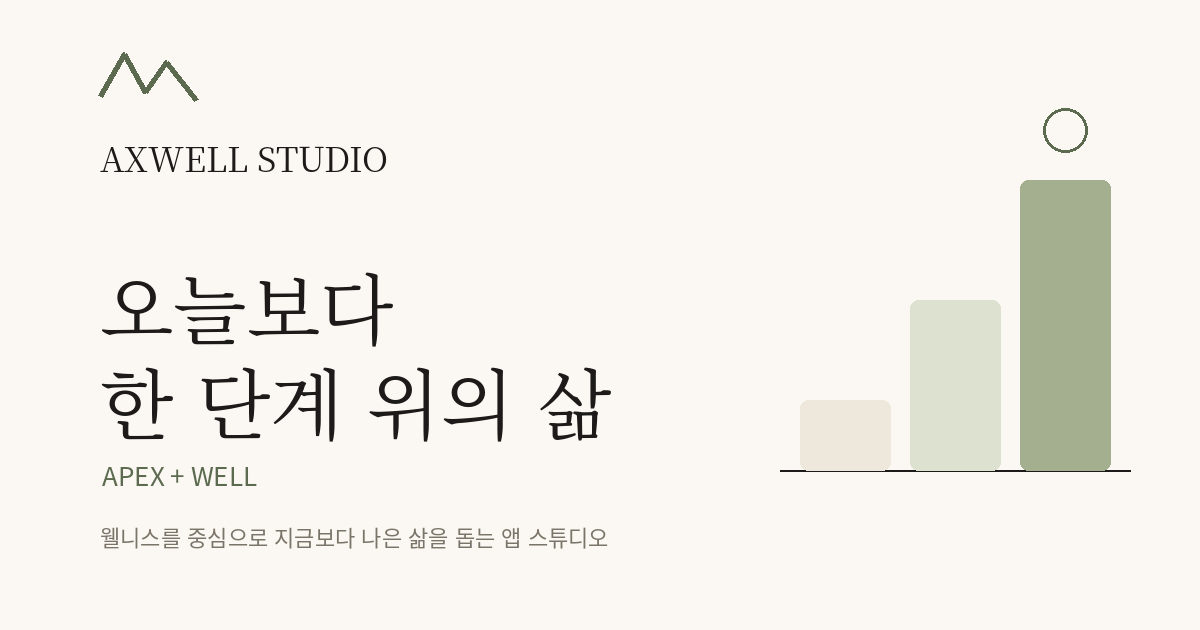 AXWELL STUDIO
오늘보다
한 단계 위의 삶
APEX + WELL
웰니스를 중심으로 지금보다 나은 삶을 돕는 앱 스튜디오